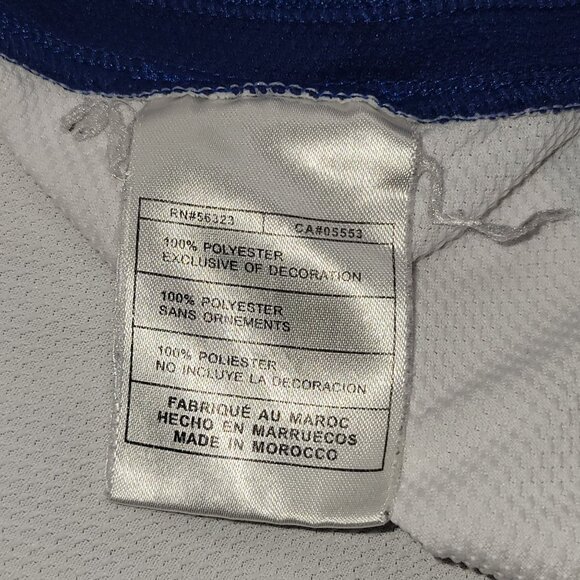 RN#56323 CA#05553
100% POLYESTER
EXCLUSIVE OF DECORATION
100% POLYESTER
SANS ORNEMENTS
100% POLIESTER
NO INCLUYE LA DECORACION
FABRIQUÉ AU MAROC
HECHO EN MARRUECOS
MADE IN MOROCCO